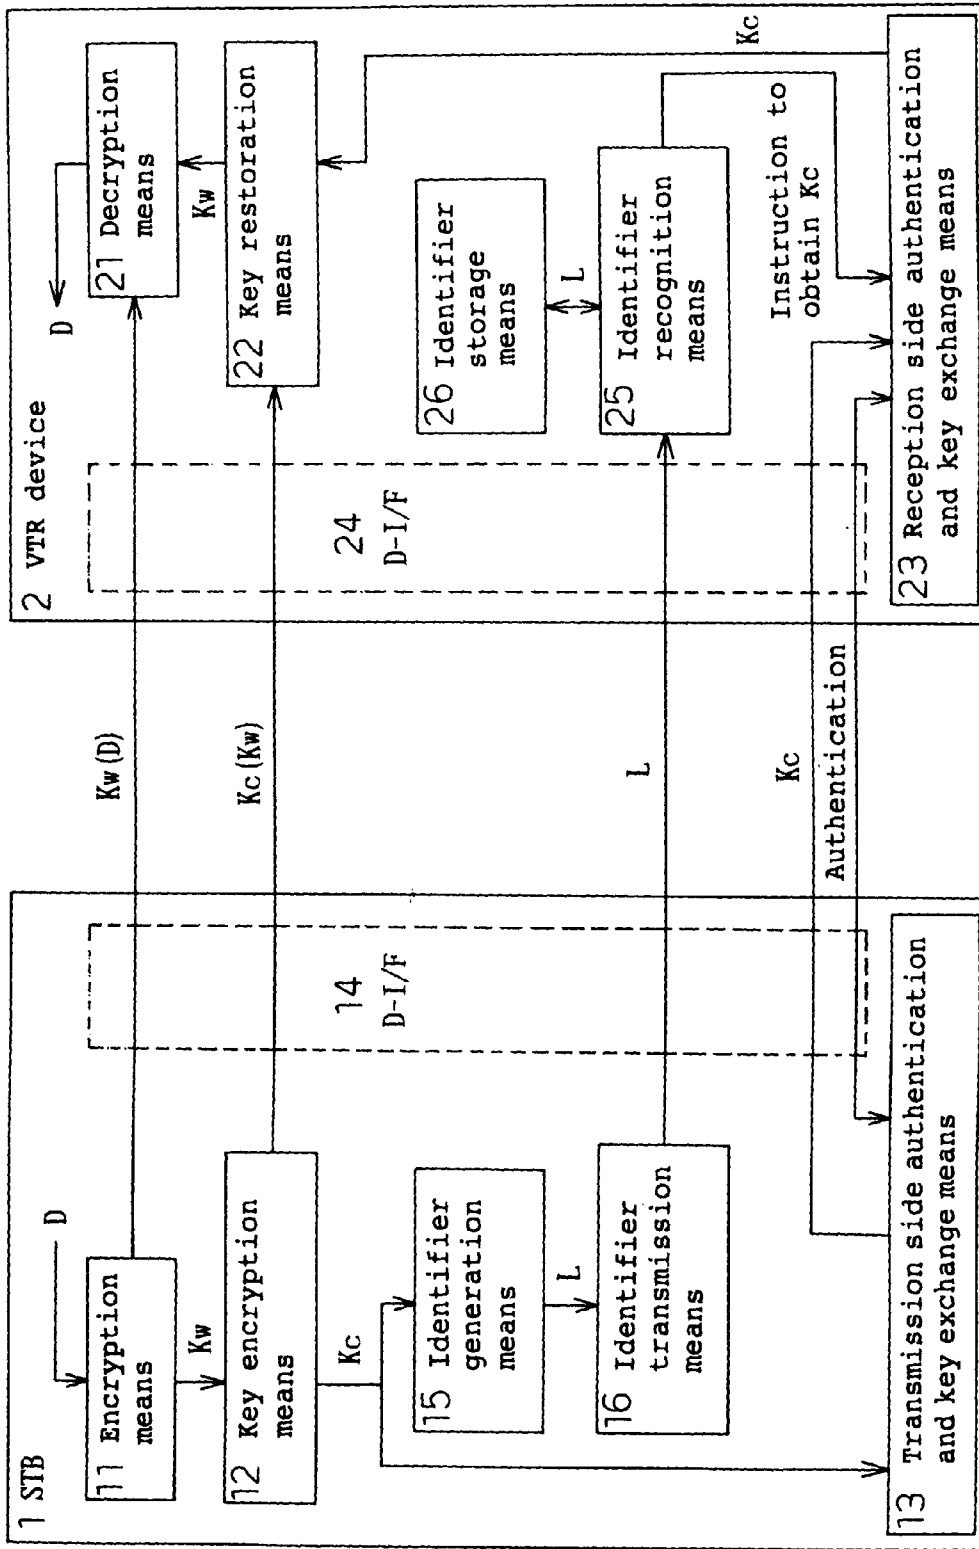 1 STB
D
11 Encryption
means
Kw
12 Key encryption
means
Kc
15 Identifier
generation
means
L
16 Identifier
transmission
means
13 Transmission side authentication
and key exchange means
14
D-I/F
Kw(D)
Kc(Kw)
L
Kc
Authentication
2 VTR device
D
21 Decryption
means
Kw
22 Key restoration
means
24
D-I/F
26 Identifier
storage
means
L
25 Identifier
recognition
means
Kc
Instruction to
obtain Kc
23 Reception side authentication
and key exchange means